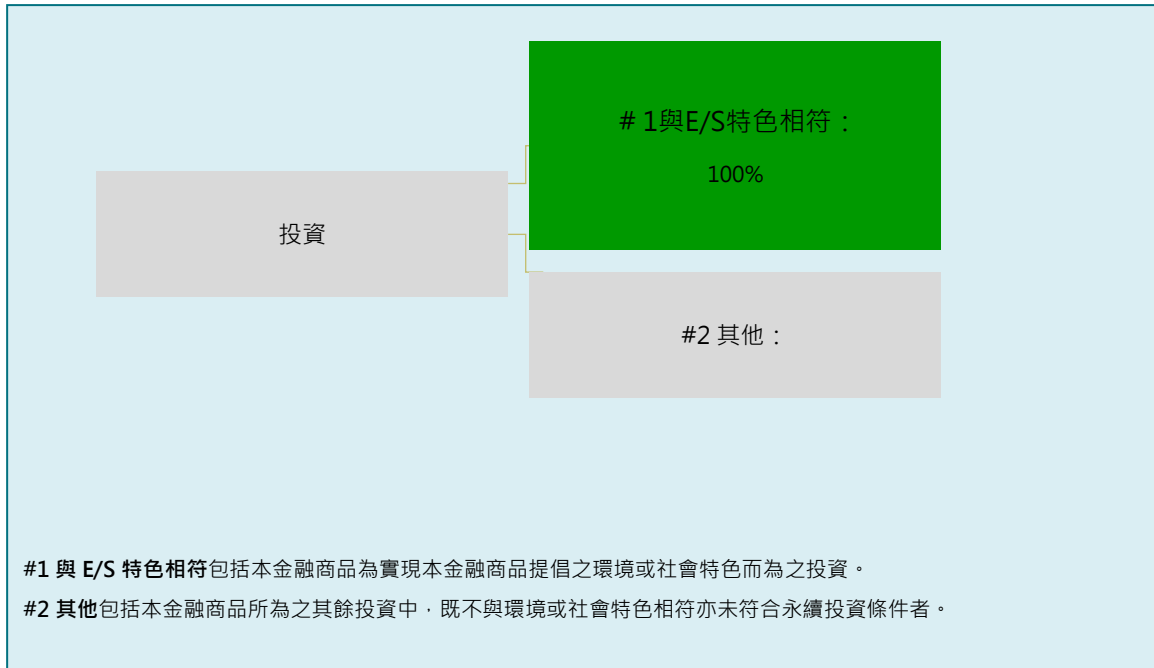 # 1與E/S特色相符：
100%
投資
#2 其他：
#1 與 E/S 特色相符包括本金融商品為實現本金融商品提倡之環境或社會特色而為之投資。
#2 其他包括本金融商品所為之其餘投資中，既不與環境或社會特色相符亦未符合永續投資條件者。